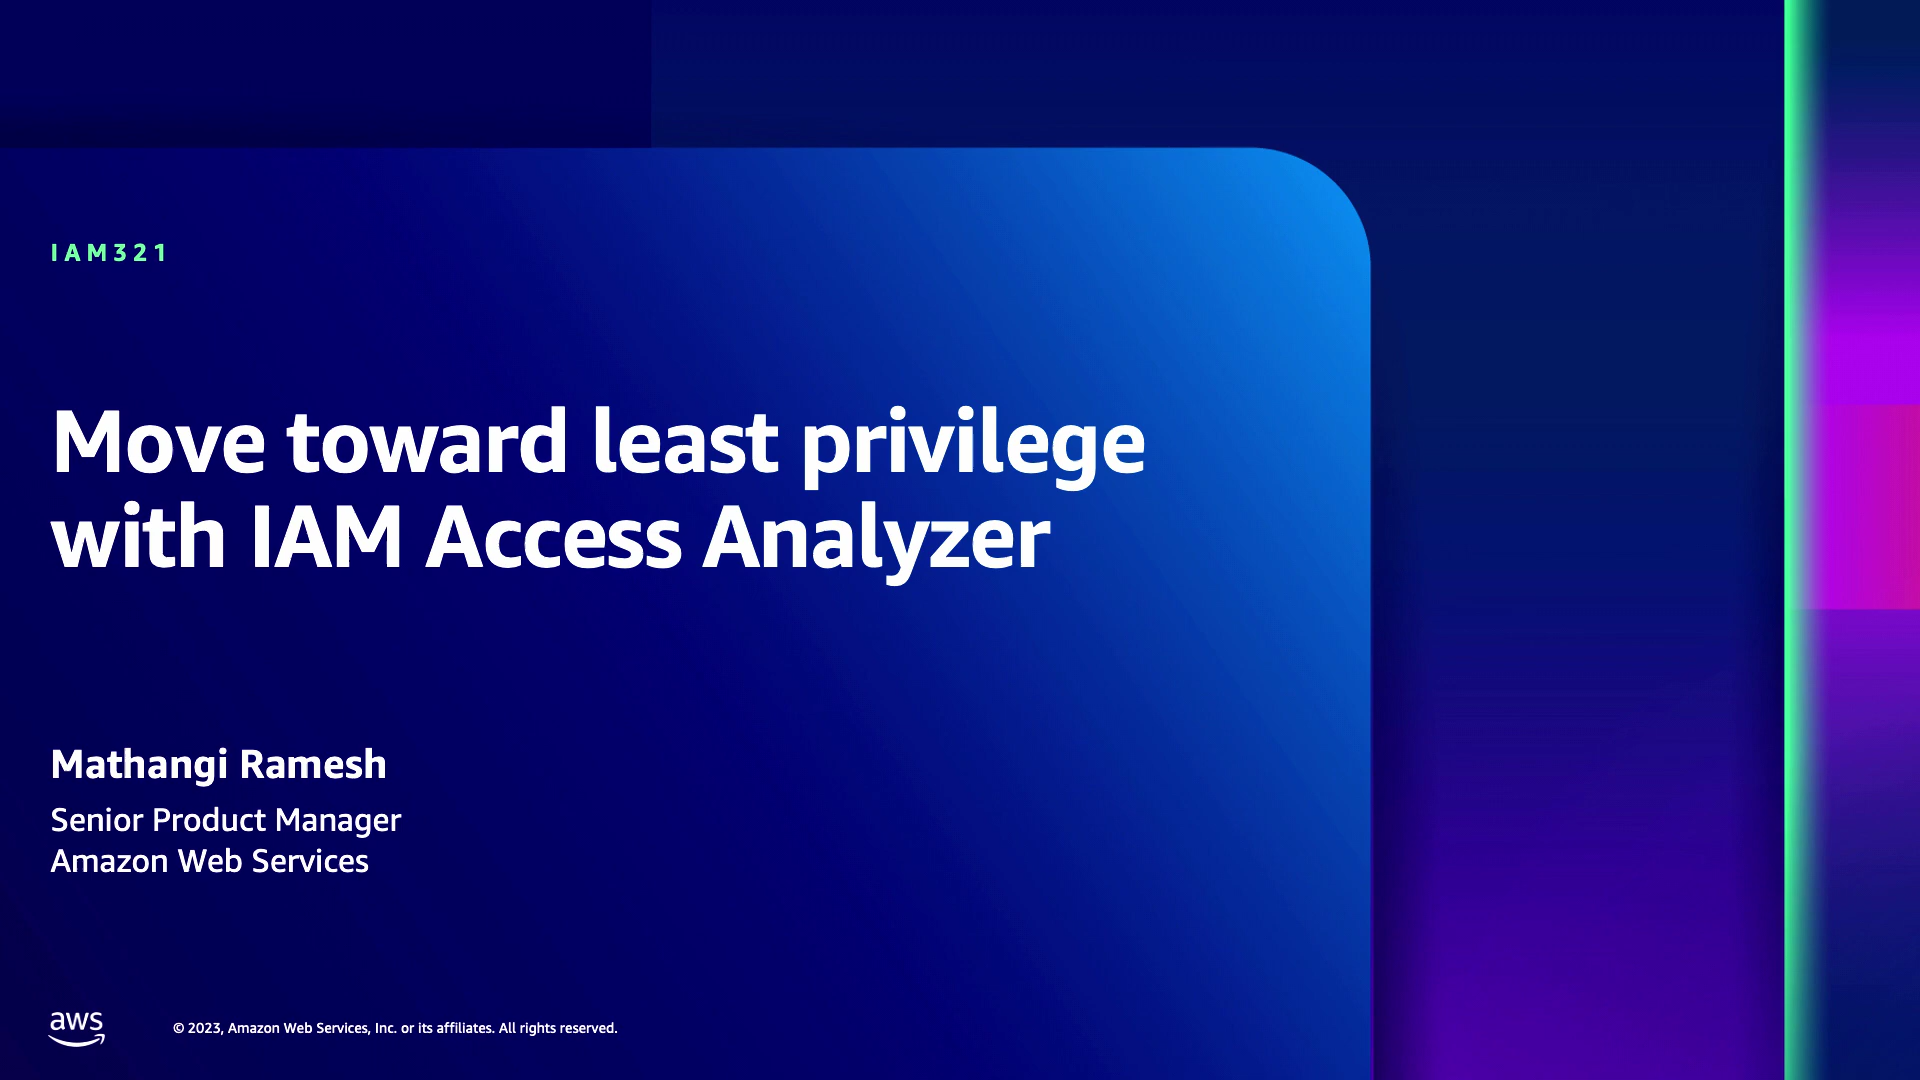 IAM321
Move toward least privilege
with IAM Access Analyzer
Mathangi Ramesh
Senior Product Manager
Amazon Web Services
aws
© 2023, Amazon Web Services, Inc. or its affiliates. All rights reserved.